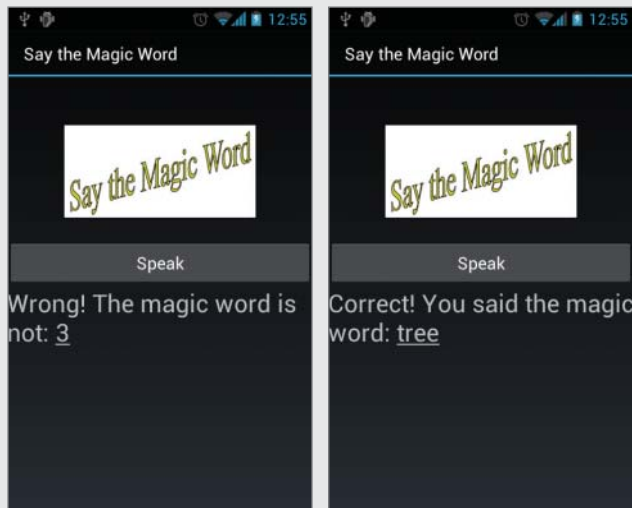 12:55
Say the Magic Word
Say the Magic Word
Speak
Wrong! The magic word is
not: 3
12:55
Say the Magic Word
Say the Magic Word
Speak
Correct! You said the magic
word: tree